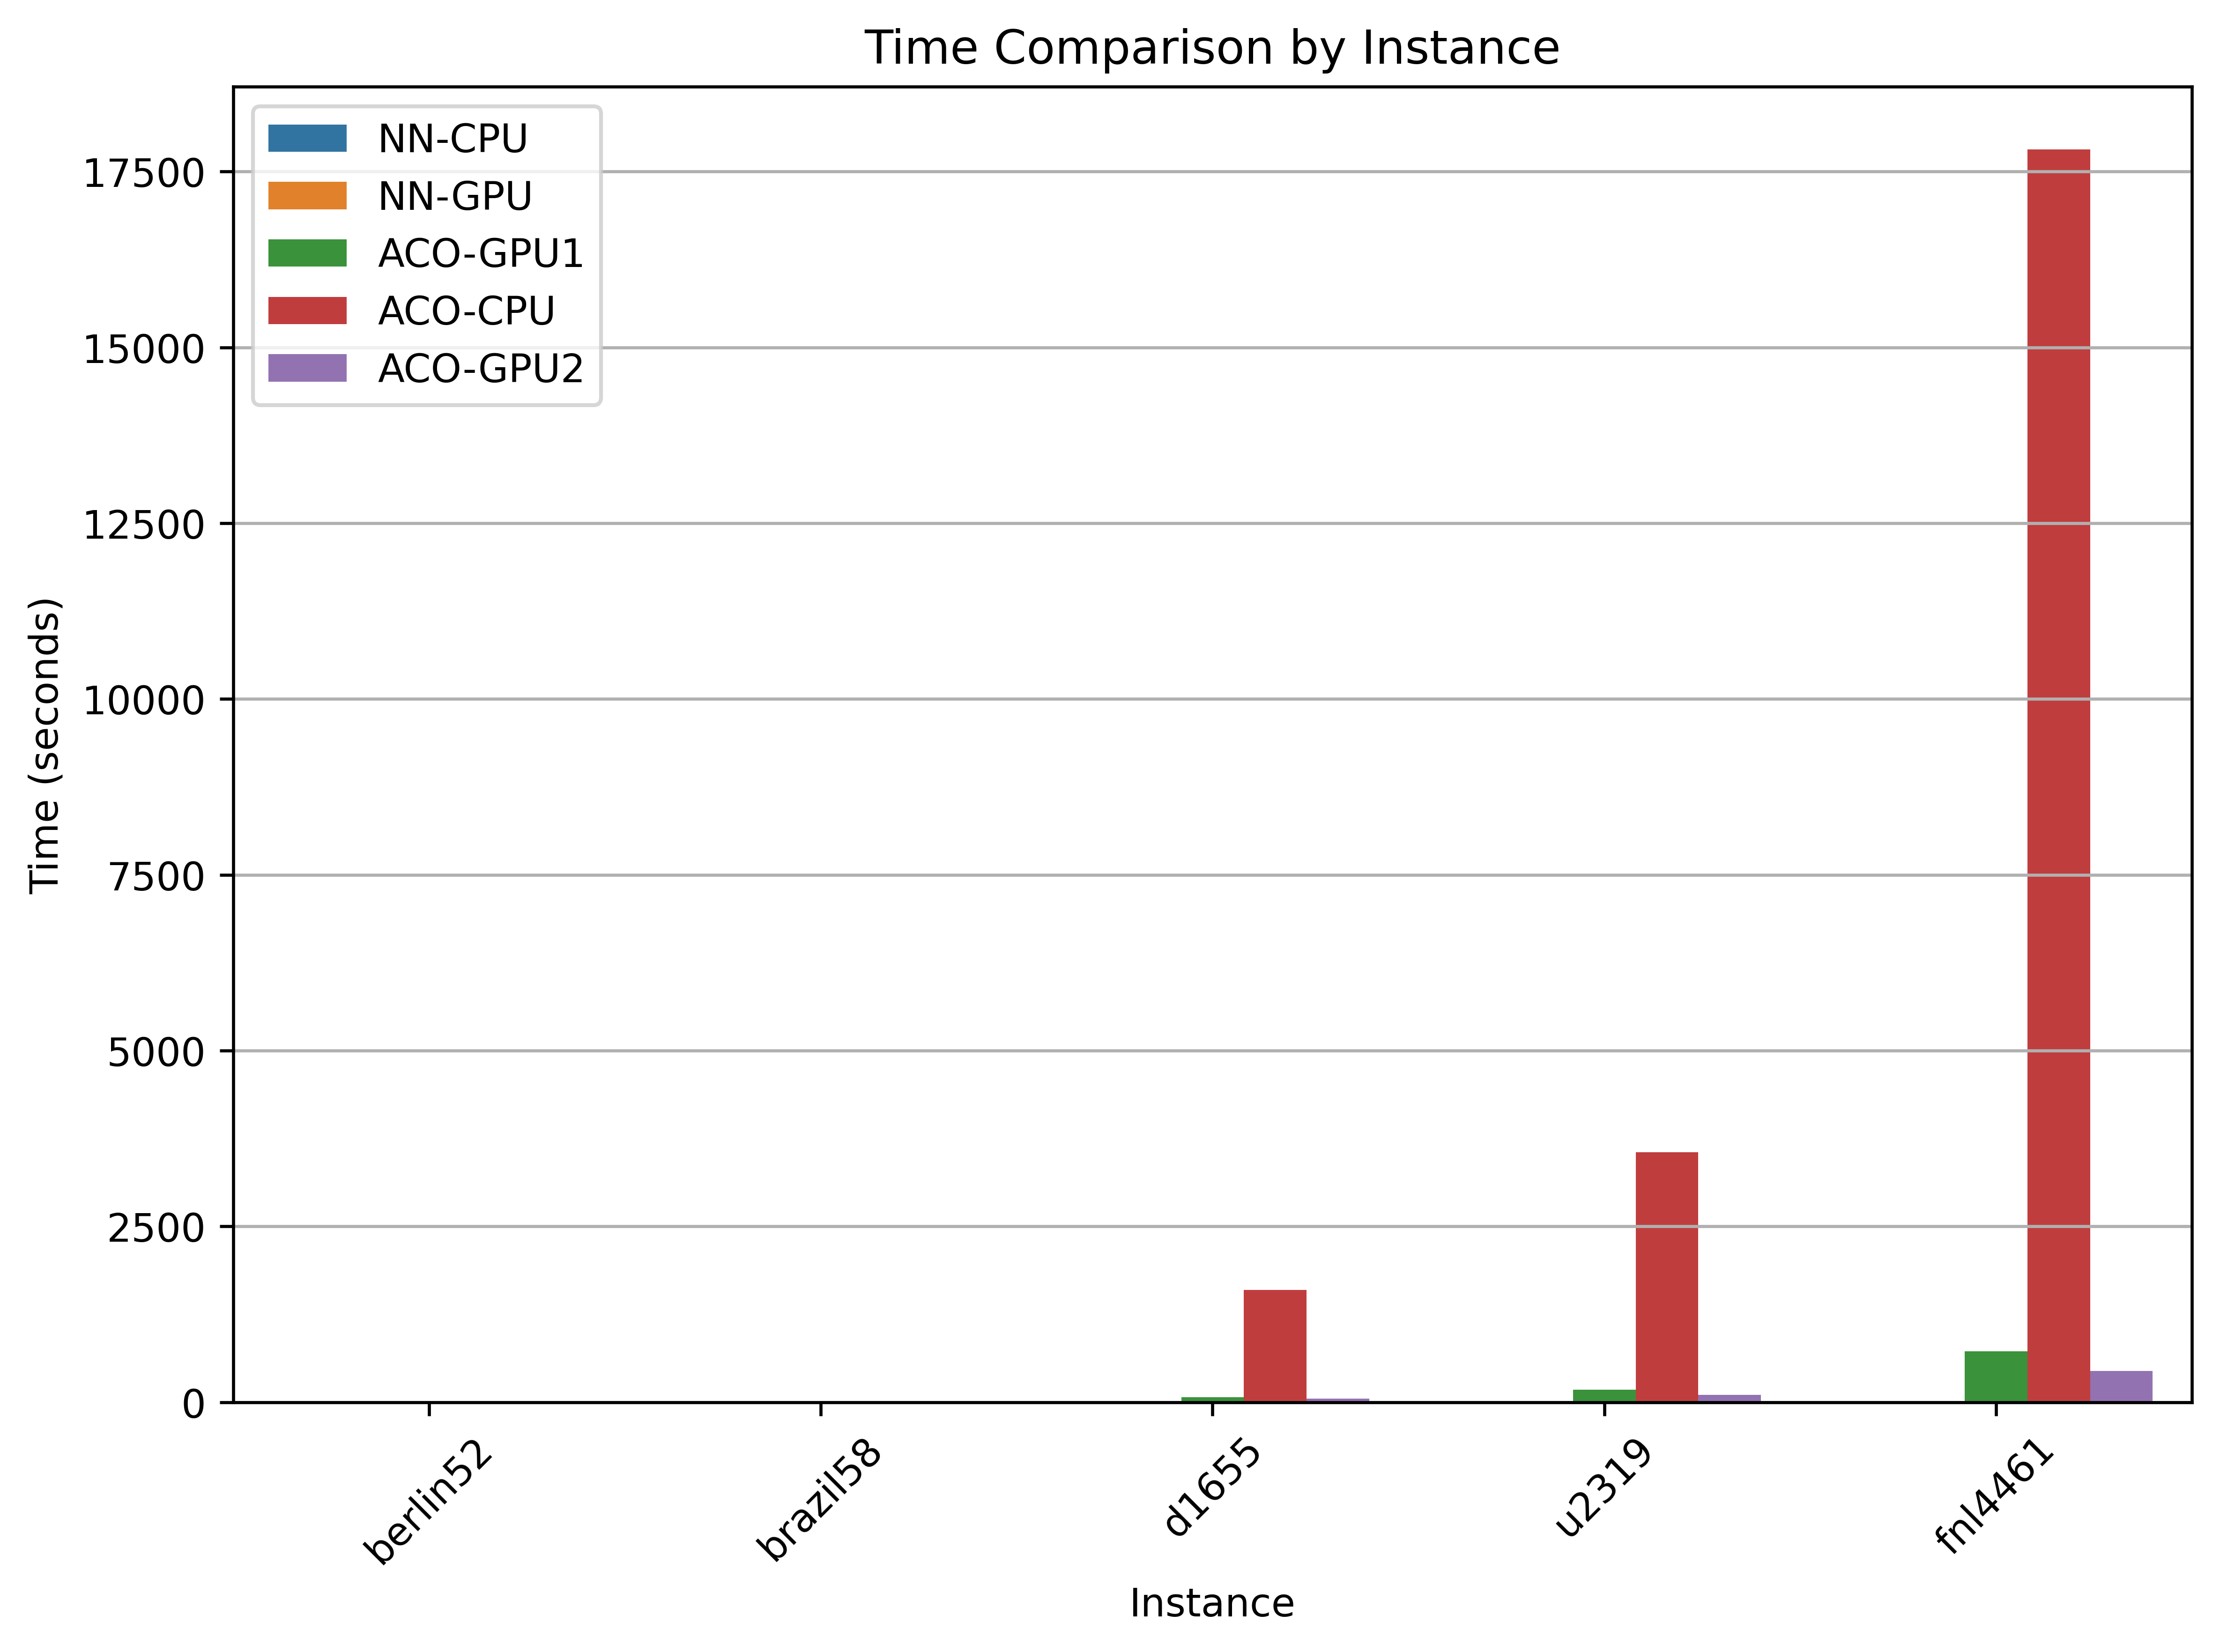 Time Comparison by Instance
NN-CPU
NN-GPU
ACO-GPU1
ACO-CPU
ACO-GPU2
17500
15000
12500
10000
7500
5000
2500
0
Time (seconds)
berlin52
brazil58
d1655
u2319
fnl4461
Instance